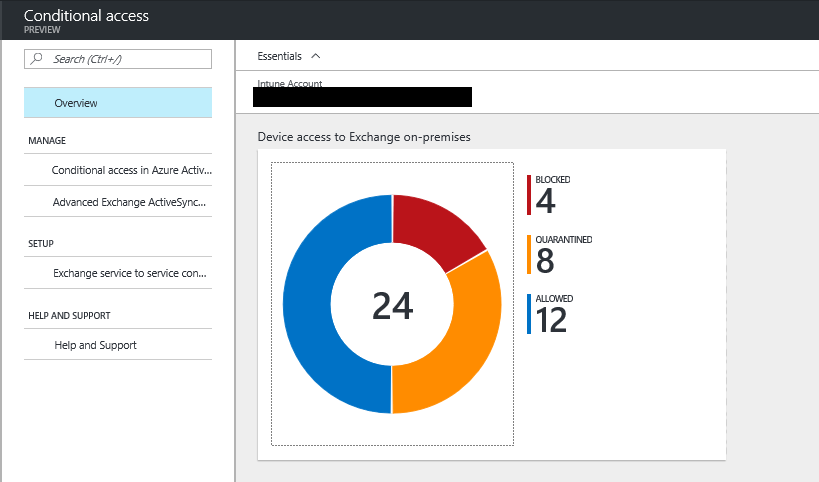 Conditional access
PREVIEW
Search (Ctrl+/)
Overview
MANAGE
Conditional access in Azure Activ...
Advanced Exchange ActiveSync...
SETUP
Exchange service to service con...
HELP AND SUPPORT
Help and Support
Essentials
Intune Account
Device access to Exchange on-premises
24
BLOCKED
4
QUARANTINED
8
ALLOWED
12